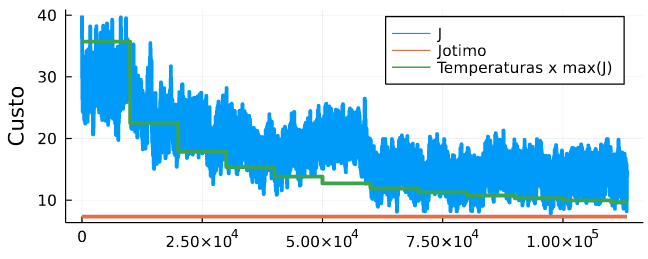 Custo
40
30
20
10
J
Jotimo
Temperaturas x max(J)
0 2.50×10⁴ 5.00×10⁴ 7.50×10⁴ 1.00×10⁵